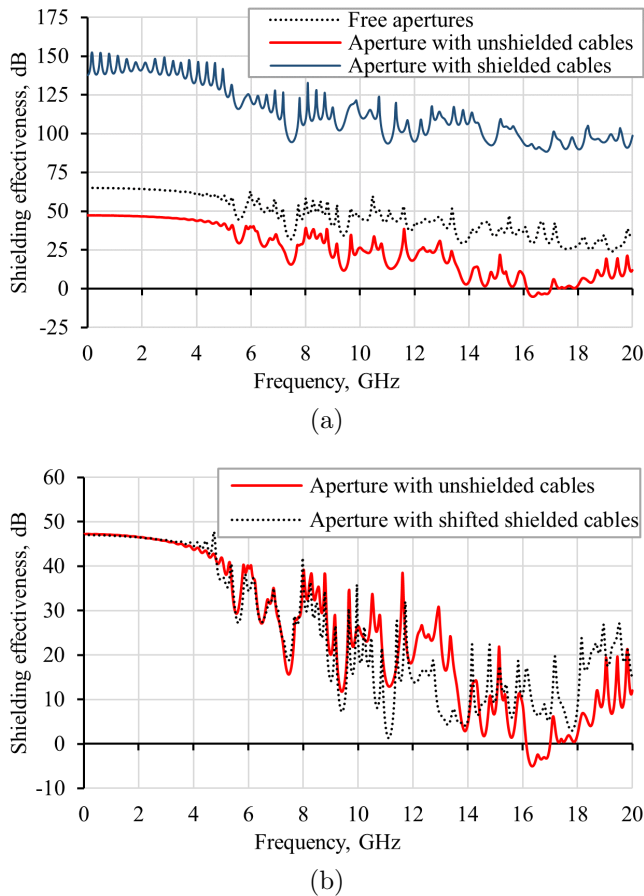 175
150
125
100
75
50
25
0
-25
Shielding effectiveness, dB
Free apertures
Aperture with unshielded cables
Aperture with shielded cables
0 2 4 6 8 10 12 14 16 18 20
Frequency, GHz
(a)
60
50
40
30
20
10
0
-10
Shielding effectiveness, dB
Aperture with unshielded cables
Aperture with shifted shielded cables
0 2 4 6 8 10 12 14 16 18 20
Frequency, GHz
(b)